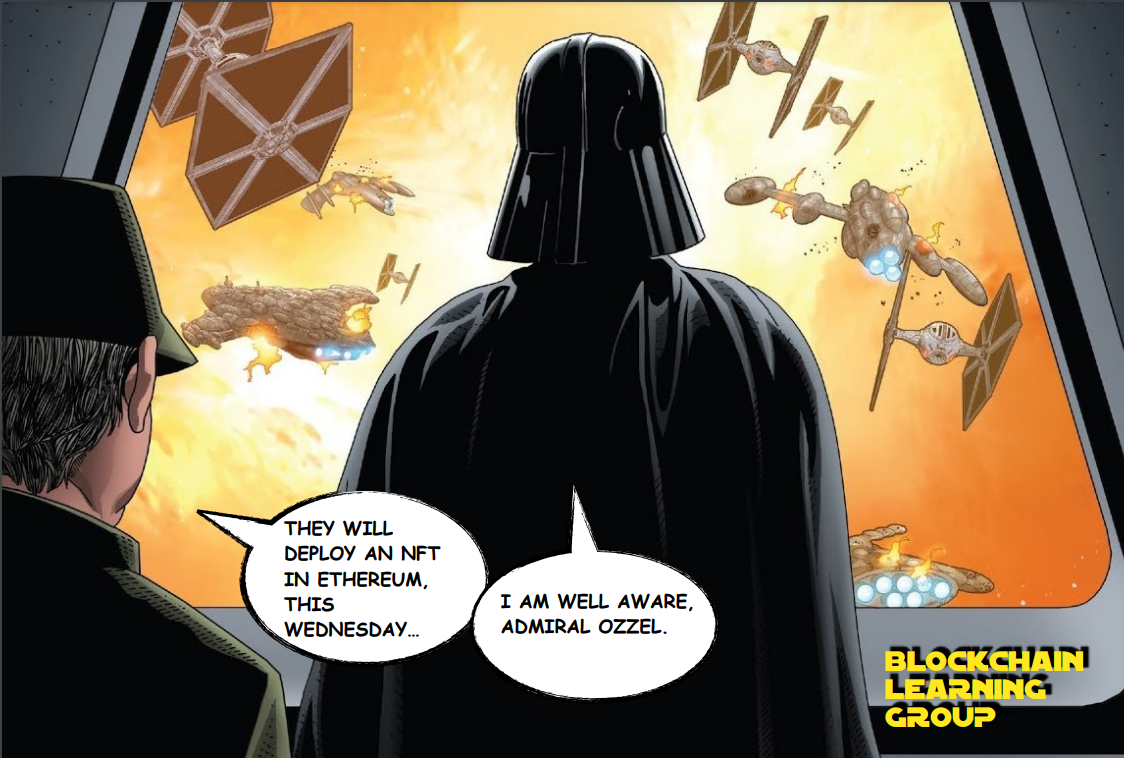 THEY WILL
DEPLOY AN NFT
IN ETHEREUM,
THIS
WEDNESDAY...
I AM WELL AWARE,
ADMIRAL OZZEL.
BLOCKCHAIN
LEARNING
GROUP